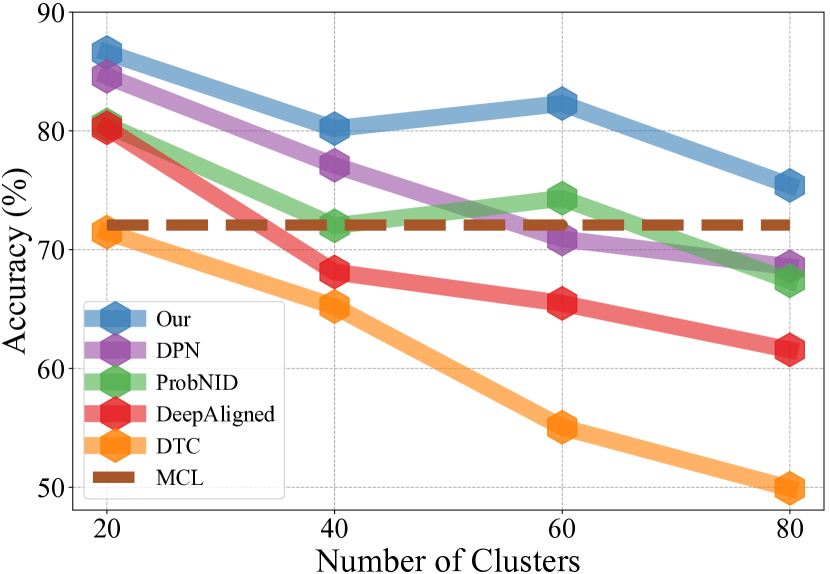 90
80
70
60
50
Accuracy (%)
Our
DPN
ProbNID
DeepAligned
DTC
MCL
20 40 60 80
Number of Clusters